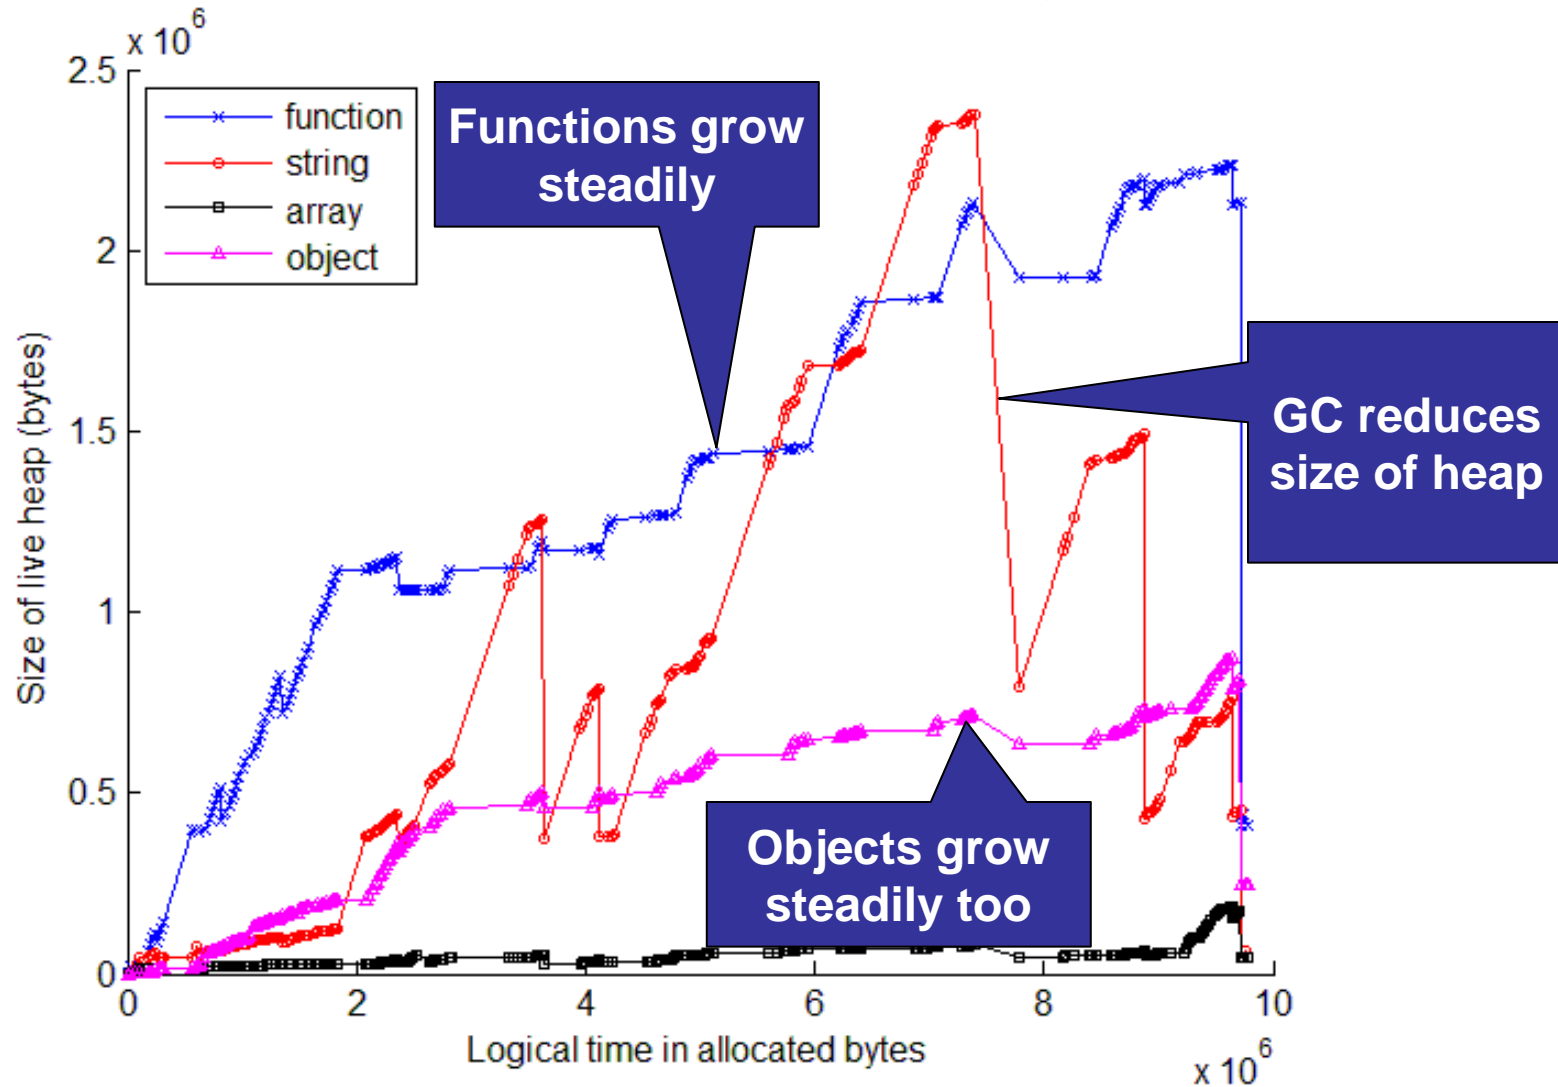 x 10^6
2.5
2
1.5
1
0.5
0
function
string
array
object
Functions grow
steadily
GC reduces
size of heap
Objects grow
steadily too
Size of live heap (bytes)
0 2 4 6 8 10
Logical time in allocated bytes
x 10^6